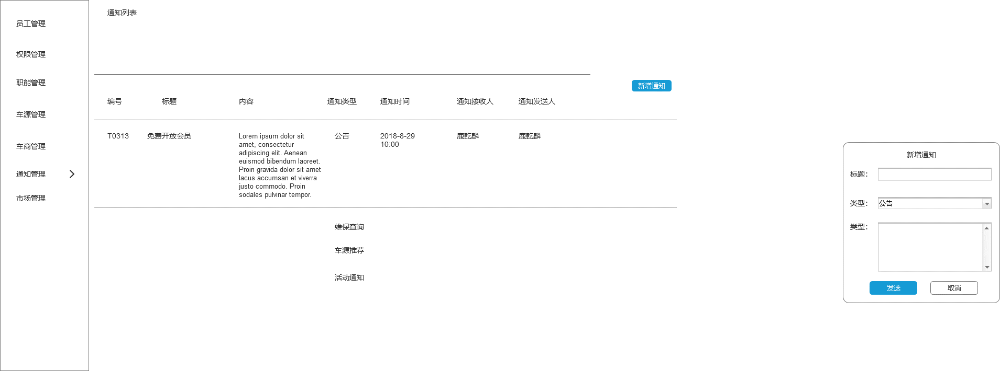 员工管理
权限管理
职能管理
车源管理
车商管理
通知管理
市场管理
通知列表
新增通知
编号 标题 内容 通知类型 通知时间 通知接收人 通知发送人
T0313 免费开放会员 Lorem ipsum dolor sit 公告 2018-8-29 鹿乾麟 鹿乾麟
amet, consectetur 10:00
adipiscing elit. Aenean
euismod bibendum laoreet.
Proin gravida dolor sit amet
lacus accumsan et viverra
justo commodo. Proin
sodales pulvinar tempor.
维保查询
车源推荐
活动通知
新增通知
标题：
类型： 公告
类型：
发送 取消